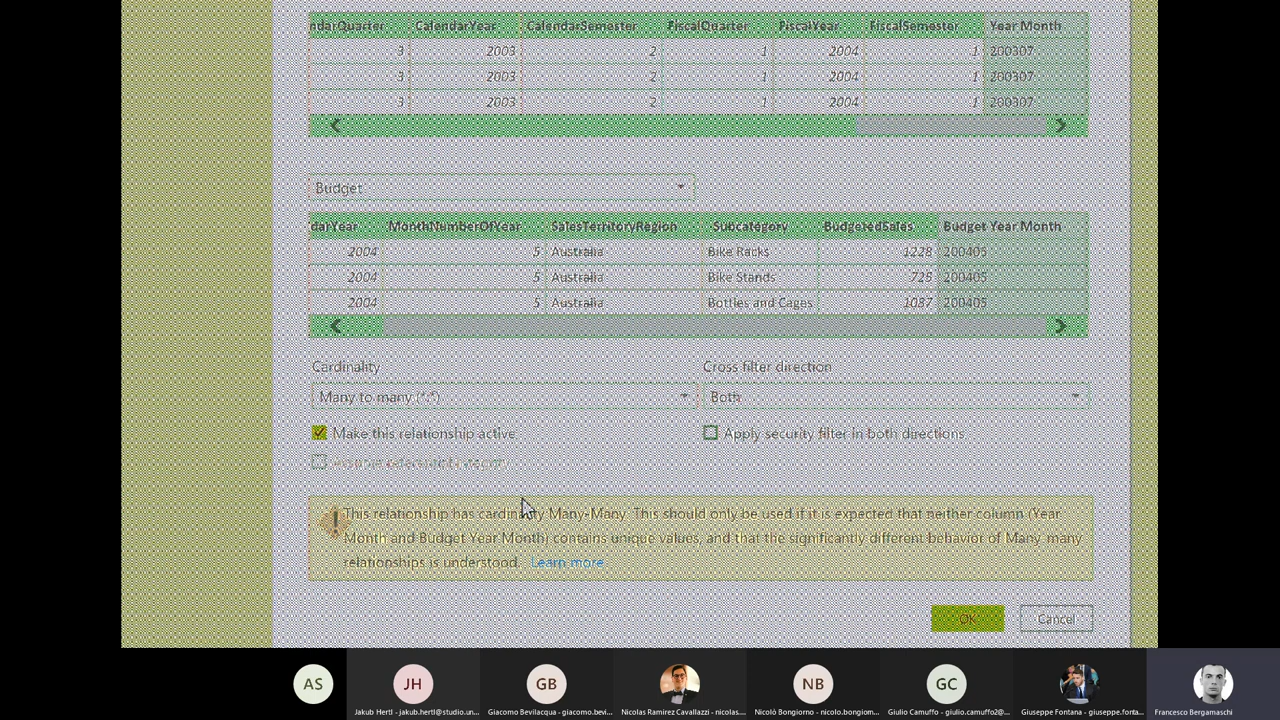 ndarQuarter CalendarYear CalendarSemester FiscalQuarter FiscalYear FiscalSemester Year Month
3 2003 2 1 2004 1 200307
3 2003 2 1 2004 1 200307
3 2003 2 1 2004 1 200307
Budget
darYear MonthNumberOfYear SalesTerritoryRegion Subcategory BudgetedSales Budget Year Month
2004 5 Australia Bike Racks 1228 200405
2004 5 Australia Bike Stands 725 200405
2004 5 Australia Bottles and Cages 1087 200405
Cardinality Cross filter direction
Many to many (*:*) Both
Make this relationship active Apply security filter in both directions
Assume referential integrity
This relationship has cardinality Many-Many. This should only be used if it is expected that neither column (Year
Month and Budget Year Month) contains unique values, and that the significantly different behavior of Many-many
relationships is understood. Learn more
OK Cancel
AS JH GB NB GC
Jakub Hertl - jakub.hertl@studio.un... Giacomo Bevilacqua - giacomo.bevi... Nicolas Ramirez Cavallazzi - nicolas.... Nicolò Bongiorno - nicolo.bongiorn... Giulio Camuffo - giulio.camuffo2@... Giuseppe Fontana - giuseppe.fonta... Francesco Bergamaschi